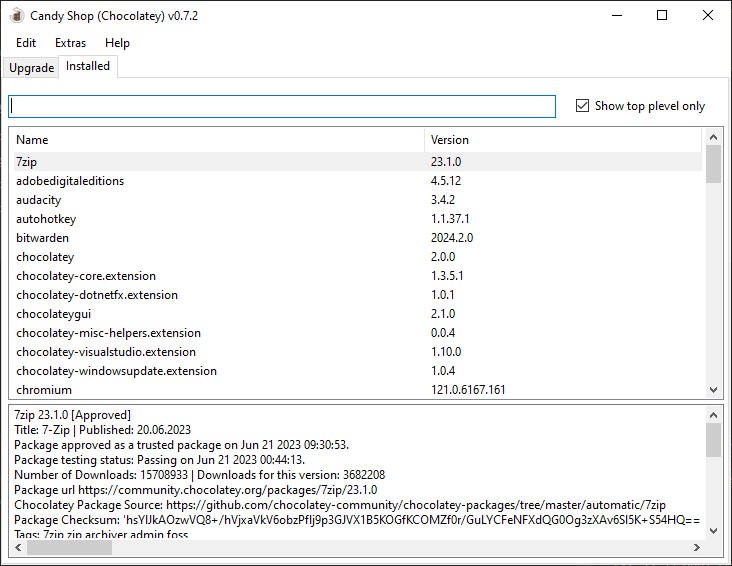 Candy Shop (Chocolatey) v0.7.2
Edit Extras Help
Upgrade Installed
Show top plevel only
Name Version
7zip 23.1.0
adobedigitaleditions 4.5.12
audacity 3.4.2
autohotkey 1.1.37.1
bitwarden 2024.2.0
chocolatey 2.0.0
chocolatey-core.extension 1.3.5.1
chocolatey-dotnetfx.extension 1.0.1
chocolateygui 2.1.0
chocolatey-misc-helpers.extension 0.0.4
chocolatey-visualstudio.extension 1.10.0
chocolatey-windowsupdate.extension 1.0.4
chromium 121.0.6167.161
7zip 23.1.0 [Approved]
Title: 7-Zip | Published: 20.06.2023
Package approved as a trusted package on Jun 21 2023 09:30:53.
Package testing status: Passing on Jun 21 2023 00:44:13.
Number of Downloads: 15708933 | Downloads for this version: 3682208
Package url https://community.chocolatey.org/packages/7zip/23.1.0
Chocolatey Package Source: https://github.com/chocolatey-community/chocolatey-packages/tree/master/automatic/7zip
Package Checksum: 'hsYIJkAOzwVQ8+/hVjxaVkV6obzPfIj9p3GJVX1B5KOGfKCOMZf0r/GuLYCFeNFXdQG0Og3zXAv6SI5K+S54HQ==
Tags: 7zip zip archiver admin foss